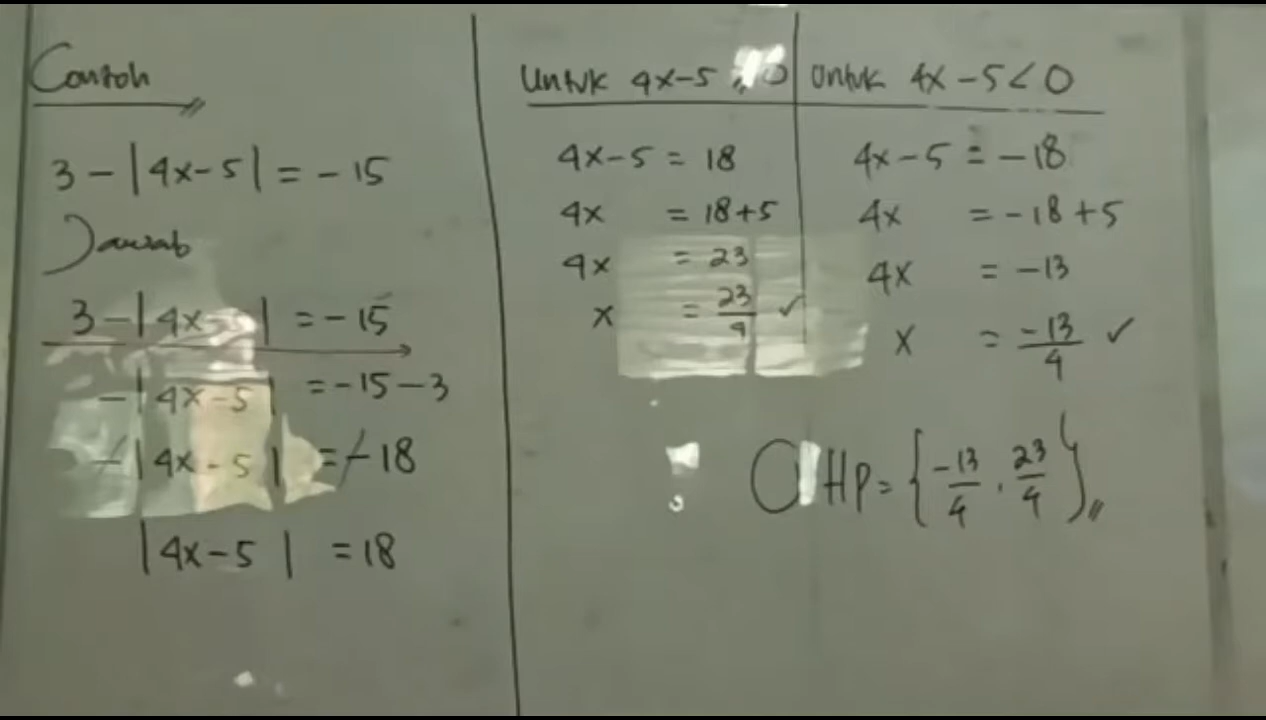 Contoh
3 - |4x - 5| = -15
Jawab
3 - |4x - 5| = -15
- |4x - 5| = -15 - 3
- |4x - 5| = -18
|4x - 5| = 18
Untuk 4x - 5 0
4x - 5 = 18
4x = 18 + 5
4x = 23
x = 23/4 ✓
Untuk 4x - 5 < 0
4x - 5 = -18
4x = -18 + 5
4x = -13
x = -13/4 ✓
HP = {-13/4, 23/4}